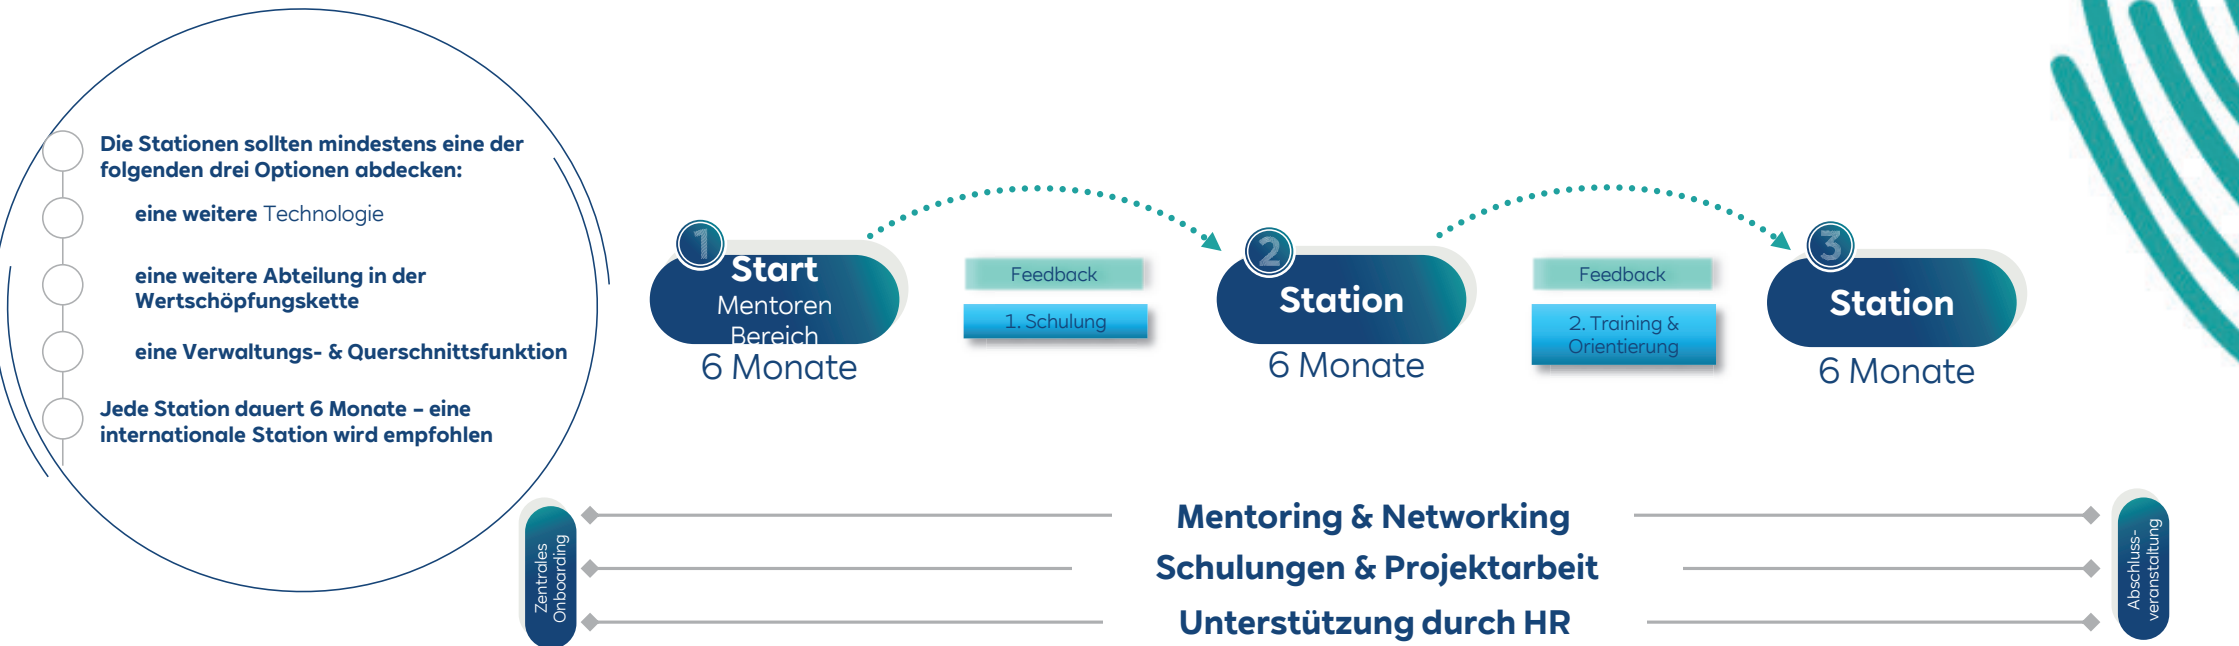 Die Stationen sollten mindestens eine der
folgenden drei Optionen abdecken:
eine weitere Technologie
eine weitere Abteilung in der
Wertschöpfungskette
eine Verwaltungs- & Querschnittsfunktion
Jede Station dauert 6 Monate – eine
internationale Station wird empfohlen
1
Start
Mentoren
Bereich
6 Monate
Feedback
1. Schulung
2
Station
6 Monate
Feedback
2. Training &
Orientierung
3
Station
6 Monate
Zentrales
Onboarding
Mentoring & Networking
Schulungen & Projektarbeit
Unterstützung durch HR
Abschluss-
veranstaltung